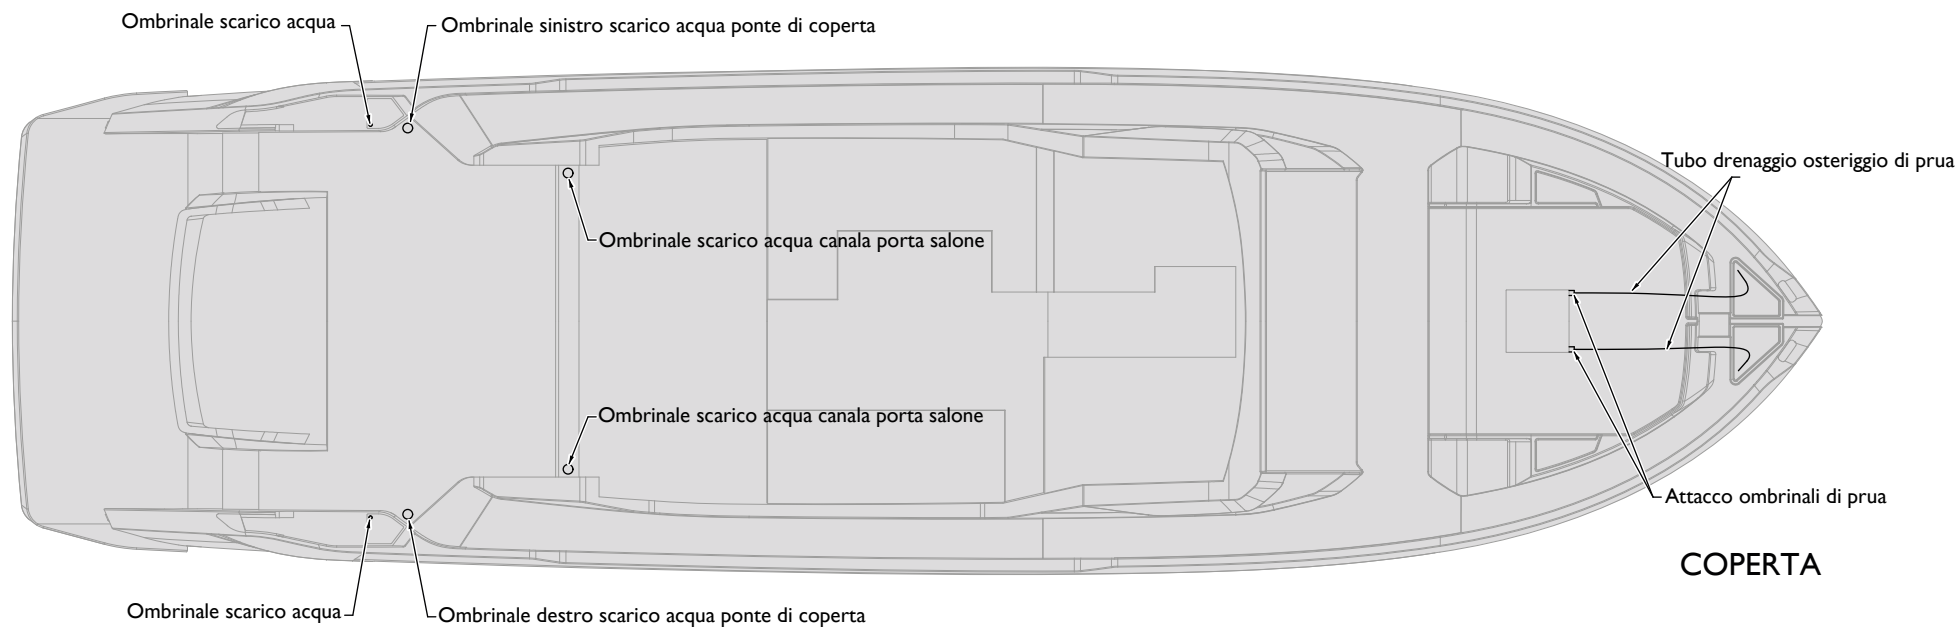 Ombrinale scarico acqua
Ombrinale sinistro scarico acqua ponte di coperta
Tubo drenaggio osteriggio di prua
Ombrinale scarico acqua canala porta salone
Ombrinale scarico acqua canala porta salone
Attacco ombrinali di prua
COPERTA
Ombrinale scarico acqua
Ombrinale destro scarico acqua ponte di coperta